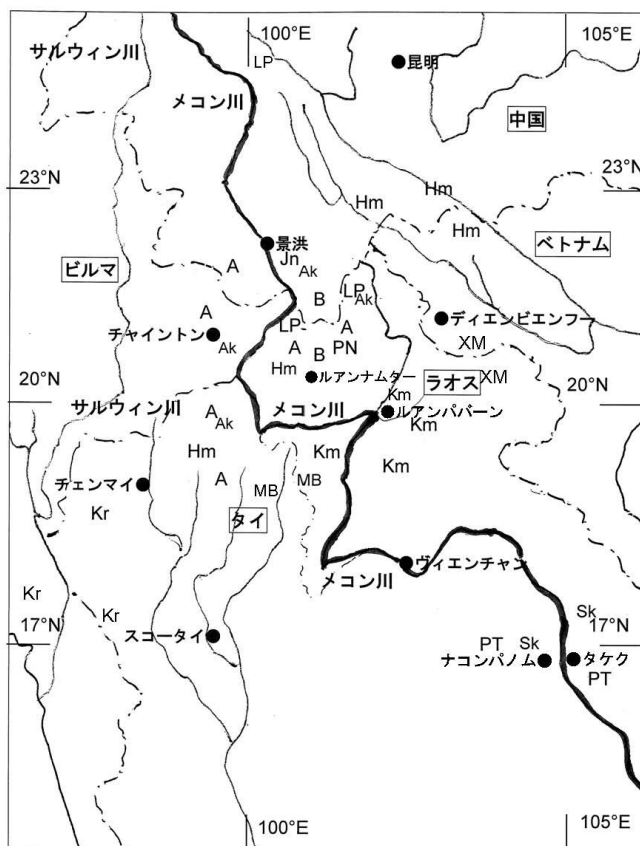 100°E
105°E
サルウィン川
LP
昆明
メコン川
中国
23°N
23°N
Hm
Hm
Hm
景洪
ベトナム
Jn
Ak
ビルマ
A
LP
Ak
B
A
LP
A
ディエンビエンフー
チャイントン
Ak
A
B
PN
XM
Hm
ルアンナムター
ラオス
XM
20°N
Km
20°N
サルウィン川
A
Ak
メコン川
ルアンパバーン
Km
Hm
Km
Km
チェンマイ
A
MB
MB
Kr
タイ
メコン川
ヴィエンチャン
Kr
Kr
Sk
17°N
スコータイ
PT
Sk
17°N
ナコンパノム
タケク
PT
100°E
105°E